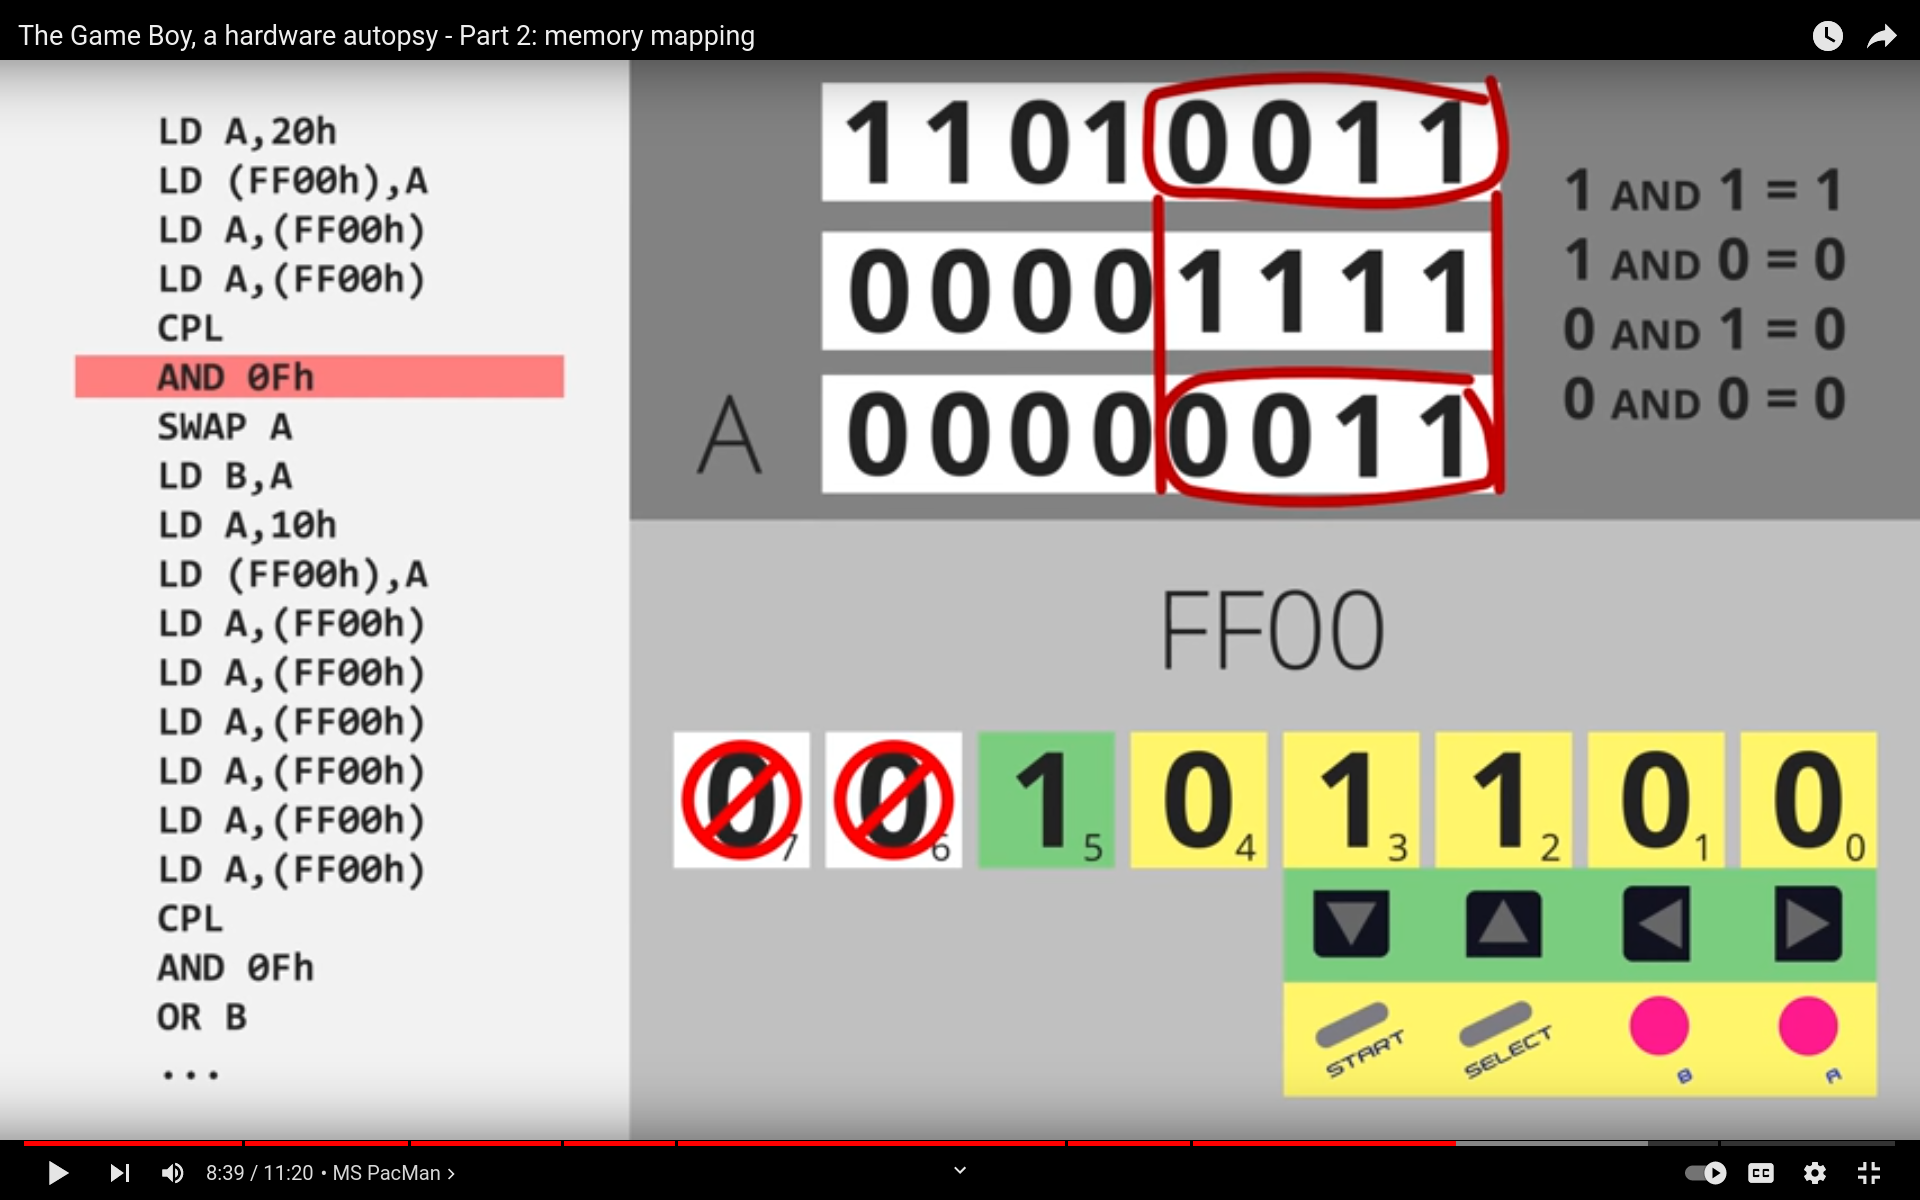 The Game Boy, a hardware autopsy - Part 2: memory mapping
LD A,20h
LD (FF00h),A
LD A,(FF00h)
LD A,(FF00h)
CPL
AND 0Fh
SWAP A
LD B,A
LD A,10h
LD (FF00h),A
LD A,(FF00h)
LD A,(FF00h)
LD A,(FF00h)
LD A,(FF00h)
LD A,(FF00h)
LD A,(FF00h)
CPL
AND 0Fh
OR B
...
1 1 0 1 0 0 1 1
0 0 0 0 1 1 1 1
A 0 0 0 0 0 0 1 1
1 AND 1 = 1
1 AND 0 = 0
0 AND 1 = 0
0 AND 0 = 0
FF00
0 0 1 0 1 1 0 0
7 6 5 4 3 2 1 0
START SELECT B A
8:39 / 11:20 • MS PacMan ›
CC